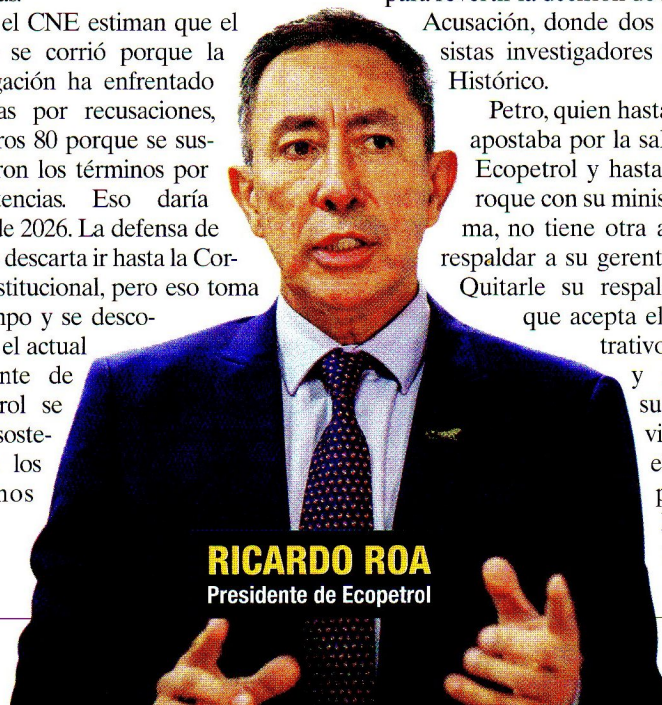 el CNE estiman que el
se corrió porque la
gación ha enfrentado
as por recusaciones,
ros 80 porque se sus-
ron los términos por
tencias. Eso daría
de 2026. La defensa de
descarta ir hasta la Cor-
stitucional, pero eso toma
npo y se desco-
el actual
nte de
rol se
soste-
los
nos
Acusación, donde dos
sistas investigadores
Histórico.
Petro, quien hasta
apostaba por la sal
Ecopetrol y hasta
roque con su minis
ma, no tiene otra a
respaldar a su gerent
Quitarle su respal
que acepta el
trativo
y
su
vi
e
p
RICARDO ROA
Presidente de Ecopetrol